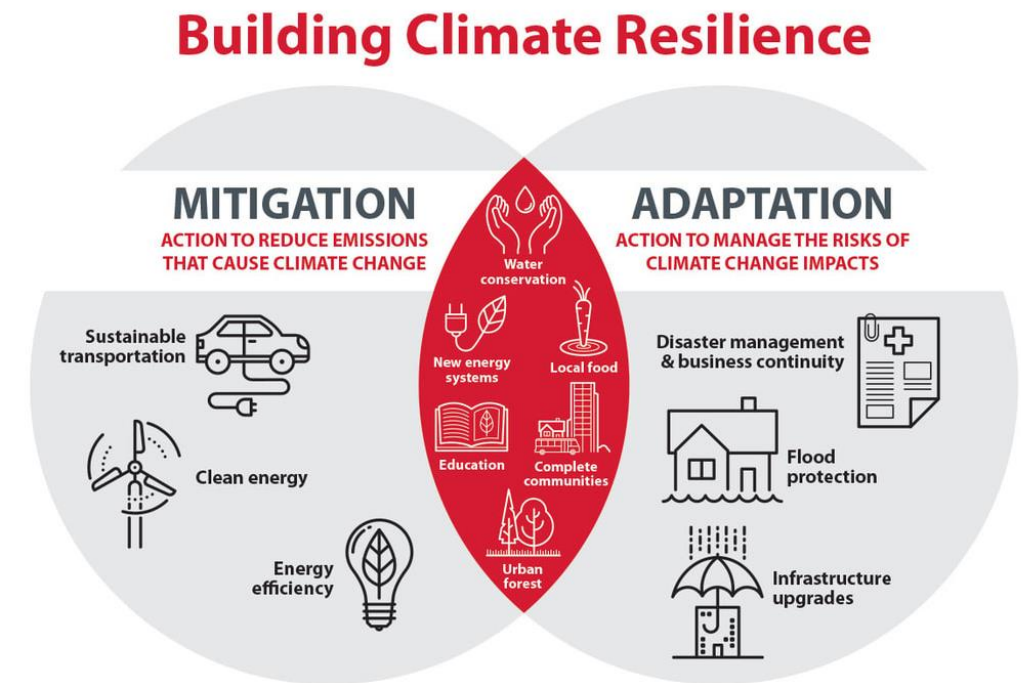 Building Climate Resilience
MITIGATION
ACTION TO REDUCE EMISSIONS
THAT CAUSE CLIMATE CHANGE
Sustainable
transportation
Clean energy
Energy
efficiency
Water
conservation
New energy
systems
Local food
Education
Complete
communities
Urban
forest
ADAPTATION
ACTION TO MANAGE THE RISKS OF
CLIMATE CHANGE IMPACTS
Disaster management
& business continuity
Flood
protection
Infrastructure
upgrades